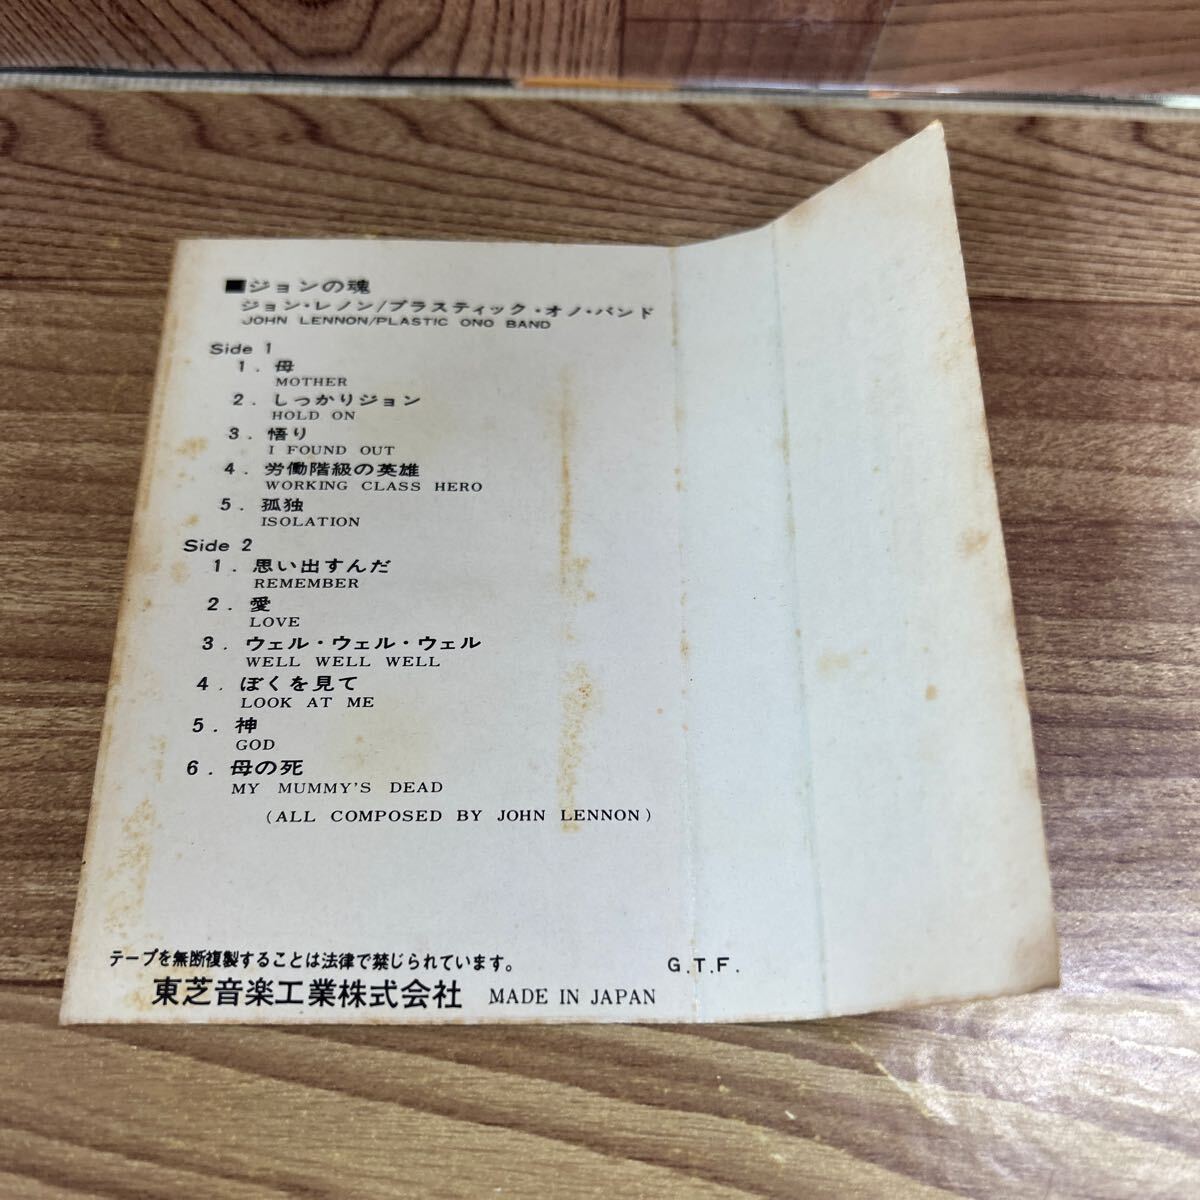 ■ジョンの魂
ジョン・レノン/プラスティック・オノ・バンド
JOHN LENNON/PLASTIC ONO BAND
Side 1
1. 母
MOTHER
2. しっかりジョン
HOLD ON
3. 悟り
I FOUND OUT
4. 労働階級の英雄
WORKING CLASS HERO
5. 孤独
ISOLATION
Side 2
1. 思い出すんだ
REMEMBER
2. 愛
LOVE
3. ウェル・ウェル・ウェル
WELL WELL WELL
4. ぼくを見て
LOOK AT ME
5. 神
GOD
6. 母の死
MY MUMMY'S DEAD
(ALL COMPOSED BY JOHN LENNON)
テープを無断複製することは法律で禁じられています。
G.T.F.
東芝音楽工業株式会社 MADE IN JAPAN